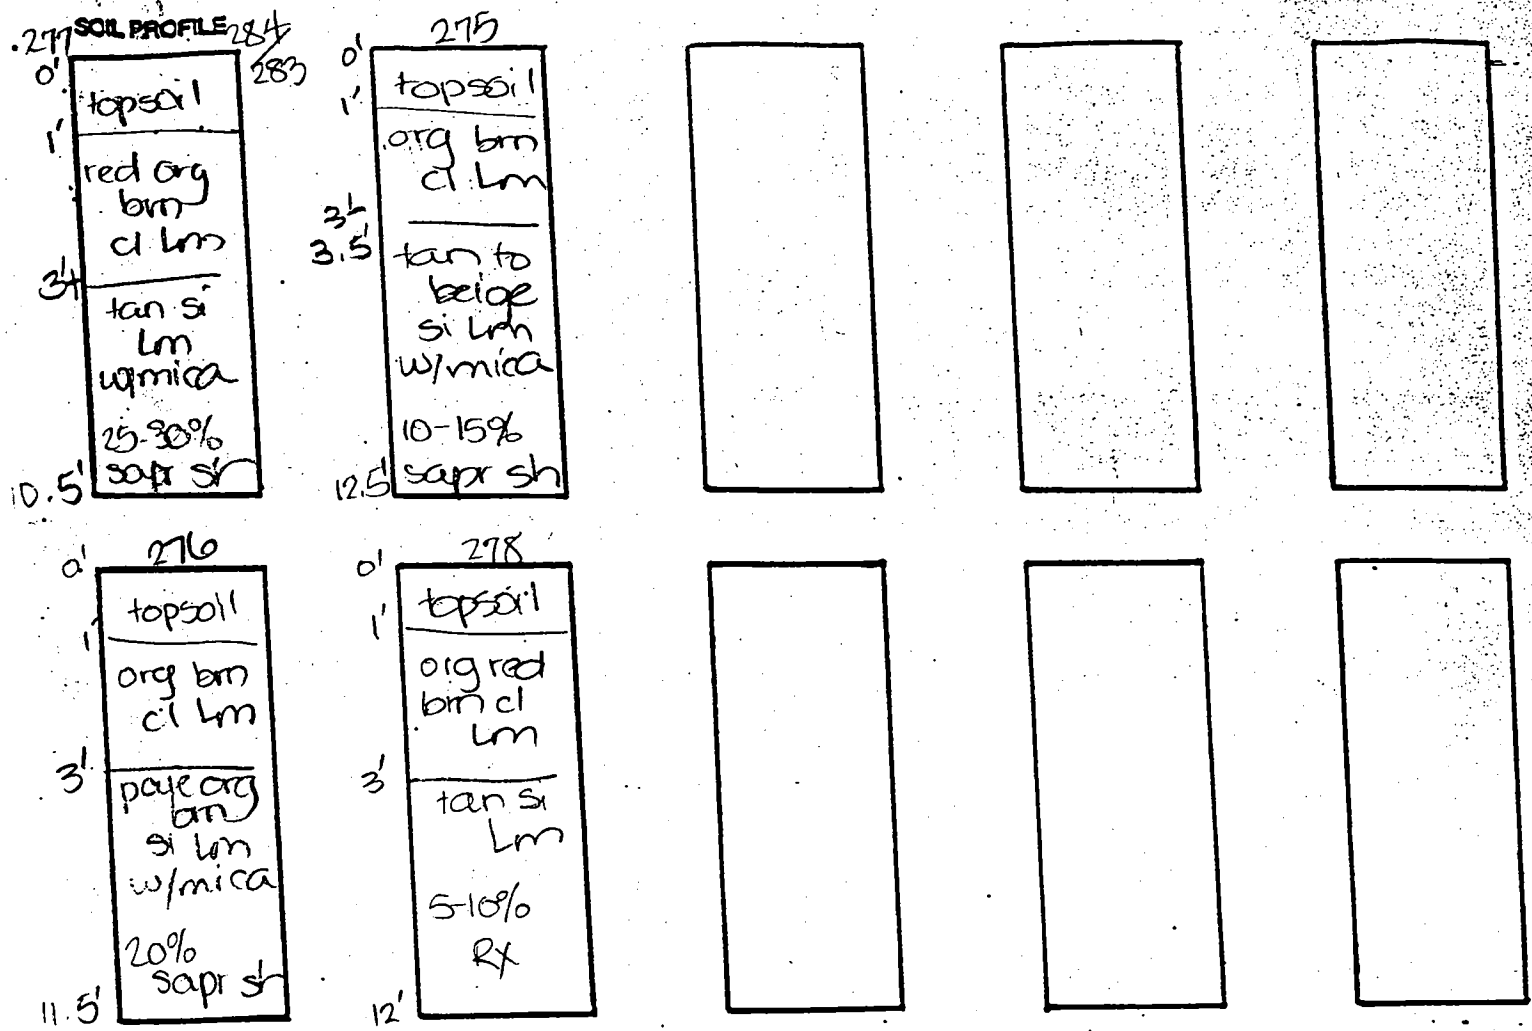 SOIL PROFILE
277
284/283
0'
topsoil
1'
red org
brn
cl Lm
3'+
tan si
Lm
w/mica
25-30%
sapr sh
10.5'
275
0'
topsoil
1'
org brn
cl Lm
3'-
3.5'
tan to
beige
si Lm
w/mica
10-15%
sapr sh
12.5'
276
0'
topsoil
1'
org brn
cl Lm
3'
pale org
brn
si Lm
w/mica
20%
sapr sh
11.5'
278
0'
topsoil
1'
org red
brn cl
Lm
3'
tan si
Lm
5-10%
Rx
12'